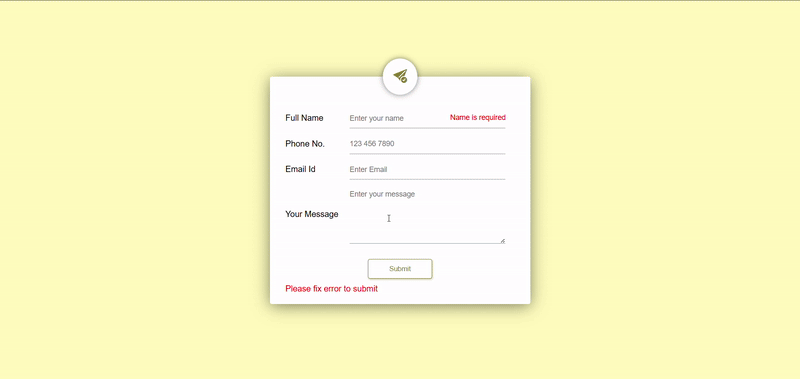 Full Name Enter your name Name is required
Phone No. 123 456 7890
Email Id Enter Email
Enter your message
Your Message
Submit
Please fix error to submit